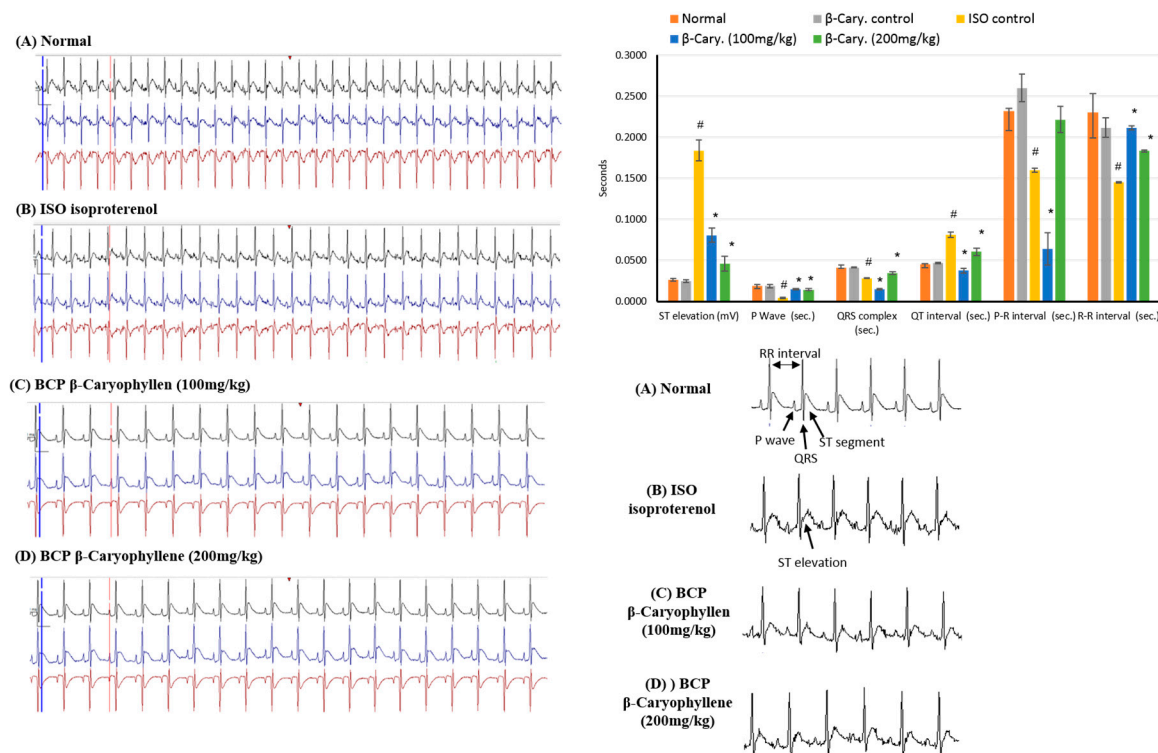 (A) Normal
(B) ISO isoproterenol
(C) BCP β-Caryophyllen (100mg/kg)
(D) BCP β-Caryophyllene (200mg/kg)
Normal β-Cary. control ISO control
β-Cary. (100mg/kg) β-Cary. (200mg/kg)
Seconds
0.3000
0.2500
0.2000
0.1500
0.1000
0.0500
0.0000
# * * # * * # * * # * * # * # * *
ST elevation (mV) P Wave (sec.) QRS complex (sec.) QT interval (sec.) P-R interval (sec.) R-R interval (sec.)
(A) Normal
RR interval
P wave
QRS
ST segment
(B) ISO
isoproterenol
ST elevation
(C) BCP
β-Caryophyllen
(100mg/kg)
(D) ) BCP
β-Caryophyllene
(200mg/kg)